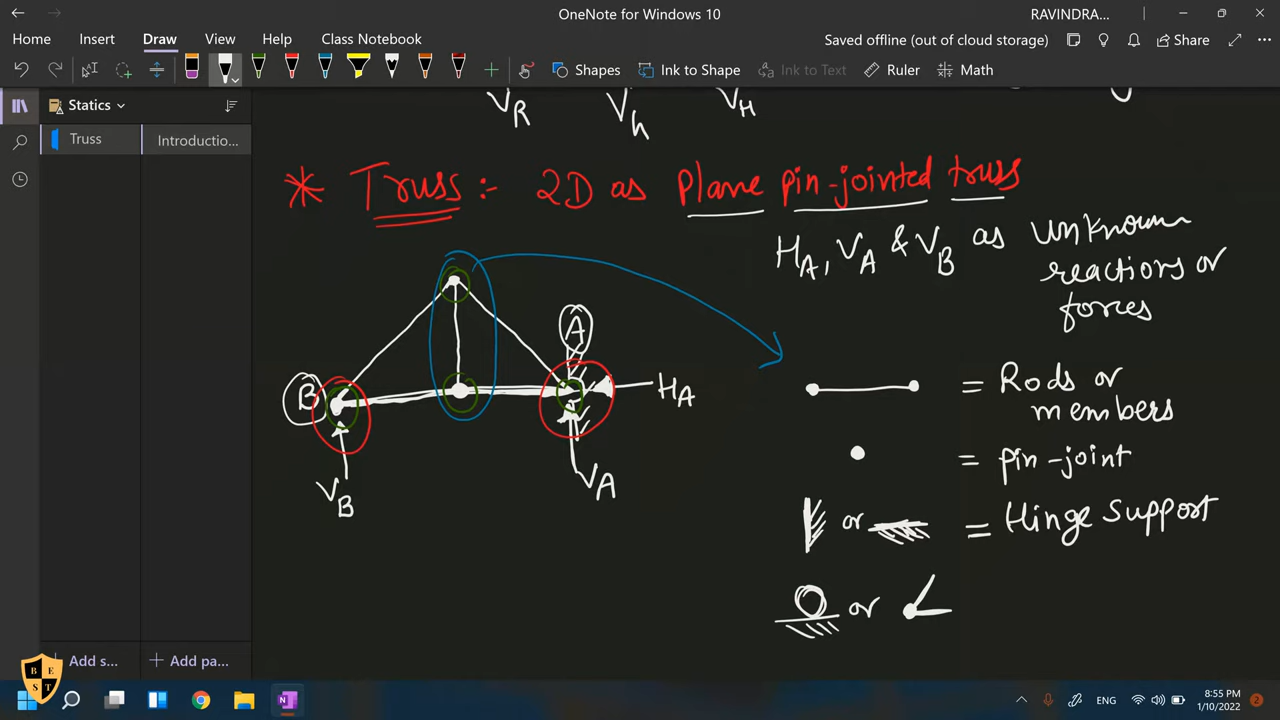 OneNote for Windows 10
RAVINDRA...
Home Insert Draw View Help Class Notebook
Saved offline (out of cloud storage)
Share
Shapes
Ink to Shape
Ink to Text
Ruler
Math
Statics
Truss
Introductio...
V_R V_h V_H
* Truss :- 2D as plane pin-jointed truss
H_A, V_A & V_B as unknown
reactions or
forces
A
B
H_A
V_B
V_A
= Rods or
members
= pin-joint
or = Hinge support
or
+ Add s...
+ Add pa...
B E
S T
ENG
8:55 PM
1/10/2022
2